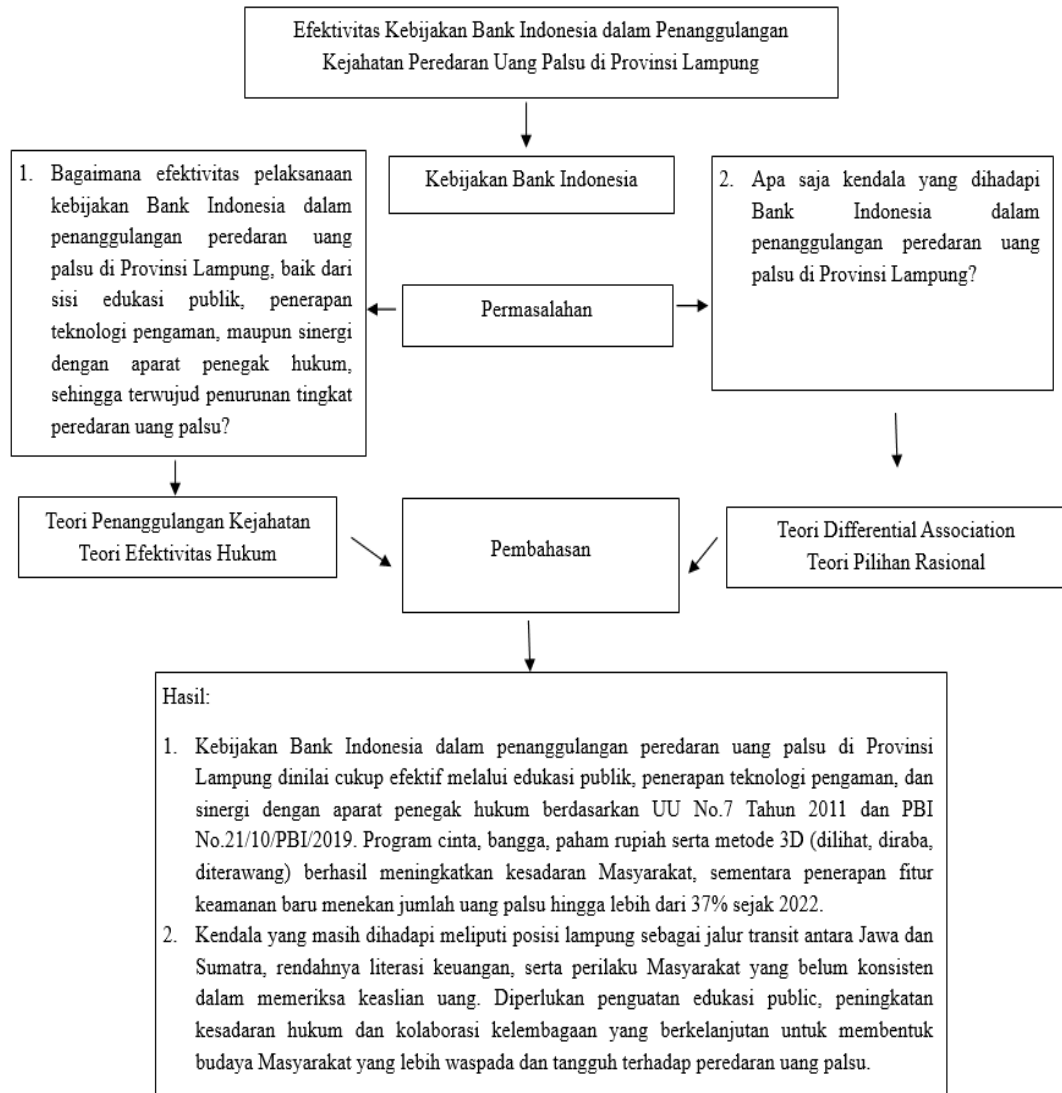 Efektivitas Kebijakan Bank Indonesia dalam Penanggulangan
Kejahatan Peredaran Uang Palsu di Provinsi Lampung
Kebijakan Bank Indonesia
1. Bagaimana efektivitas pelaksanaan
kebijakan Bank Indonesia dalam
penanggulangan peredaran uang
palsu di Provinsi Lampung, baik dari
sisi edukasi publik, penerapan
teknologi pengaman, maupun sinergi
dengan aparat penegak hukum,
sehingga terwujud penurunan tingkat
peredaran uang palsu?
Permasalahan
2. Apa saja kendala yang dihadapi
Bank Indonesia dalam
penanggulangan peredaran uang
palsu di Provinsi Lampung?
Teori Penanggulangan Kejahatan
Teori Efektivitas Hukum
Pembahasan
Teori Differential Association
Teori Pilihan Rasional
Hasil:
1. Kebijakan Bank Indonesia dalam penanggulangan peredaran uang palsu di Provinsi
Lampung dinilai cukup efektif melalui edukasi publik, penerapan teknologi pengaman, dan
sinergi dengan aparat penegak hukum berdasarkan UU No.7 Tahun 2011 dan PBI
No.21/10/PBI/2019. Program cinta, bangga, paham rupiah serta metode 3D (dilihat, diraba,
diterawang) berhasil meningkatkan kesadaran Masyarakat, sementara penerapan fitur
keamanan baru menekan jumlah uang palsu hingga lebih dari 37% sejak 2022.
2. Kendala yang masih dihadapi meliputi posisi lampung sebagai jalur transit antara Jawa dan
Sumatra, rendahnya literasi keuangan, serta perilaku Masyarakat yang belum konsisten
dalam memeriksa keaslian uang. Diperlukan penguatan edukasi public, peningkatan
kesadaran hukum dan kolaborasi kelembagaan yang berkelanjutan untuk membentuk
budaya Masyarakat yang lebih waspada dan tangguh terhadap peredaran uang palsu.